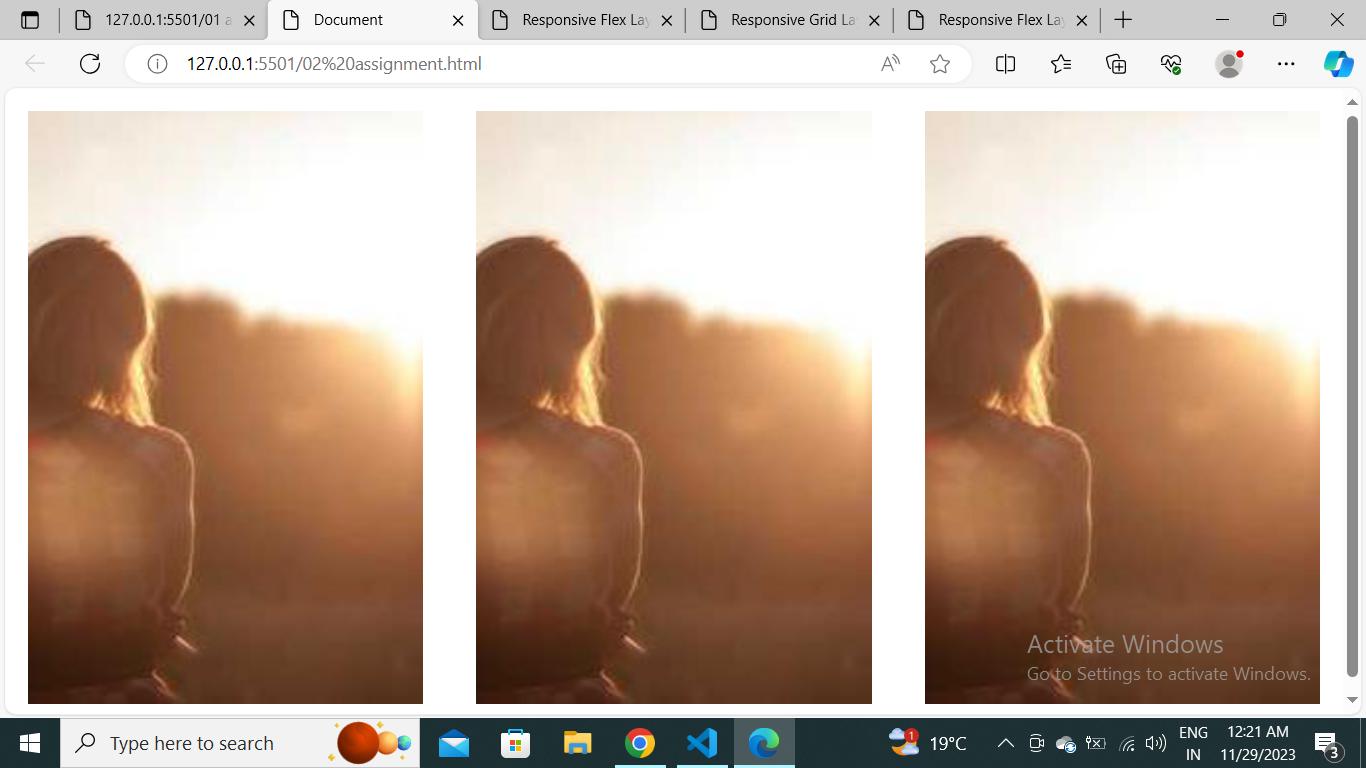 127.0.0.1:5501/01 a
Document
Responsive Flex Lay
Responsive Grid La
Responsive Flex Lay
127.0.0.1:5501/02%20assignment.html
Activate Windows
Go to Settings to activate Windows.
Type here to search
1
19°C
ENG
IN
12:21 AM
11/29/2023
3